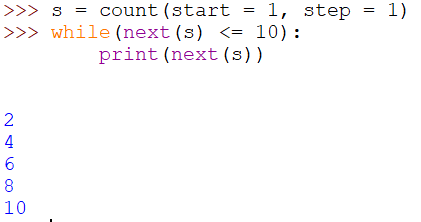 >>> s = count(start = 1, step = 1)
>>> while(next(s) <= 10):
        print(next(s))
2
4
6
8
10